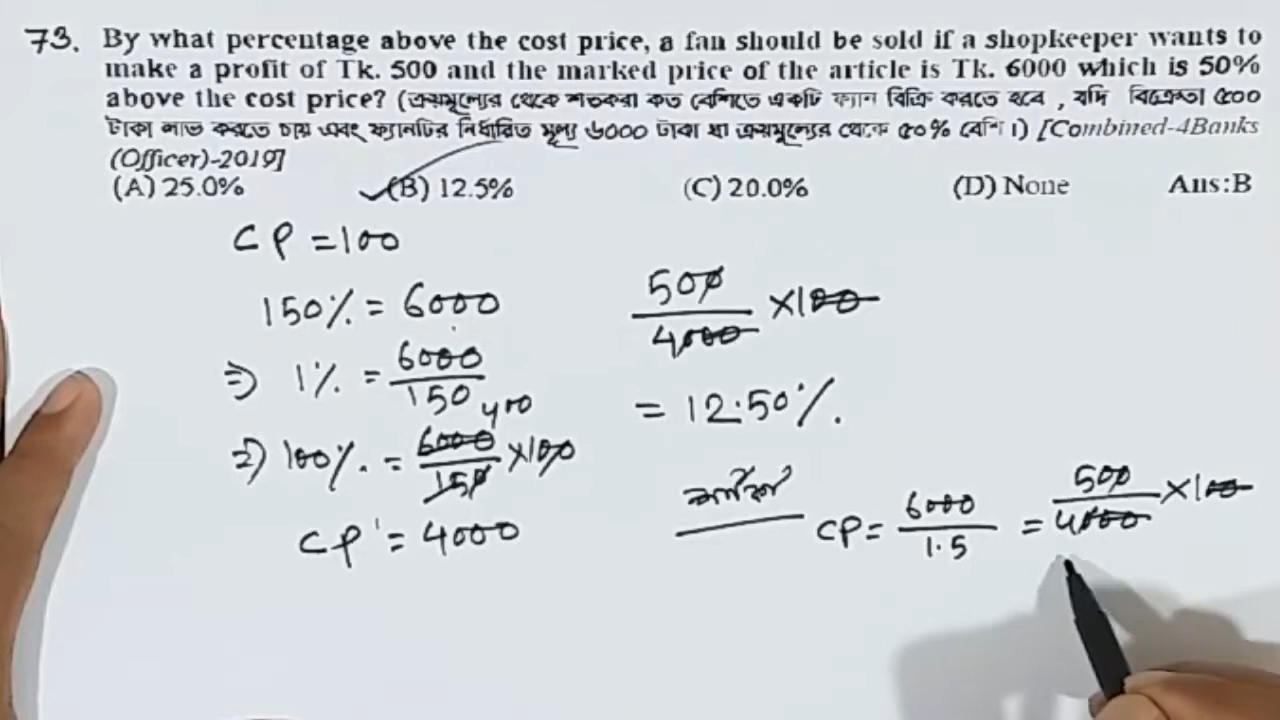 73. By what percentage above the cost price, a fan should be sold if a shopkeeper wants to
make a profit of Tk. 500 and the marked price of the article is Tk. 6000 which is 50%
above the cost price? (ক্রয়মূল্যের থেকে শতকরা কত বেশিতে একটি ফ্যান বিক্রি করতে হবে , যদি বিক্রেতা ৫০০
টাকা লাভ করতে চায় এবং ফ্যানটির নির্ধারিত মূল্য ৬০০০ টাকা যা ক্রয়মূল্যের থেকে ৫০% বেশি।) [Combined-4Banks
(Officer)-2019]
(A) 25.0% (B) 12.5% (C) 20.0% (D) None Ans:B
CP = 100
150% = 6000
⇒ 1% = 6000/150
⇒ 100% = 6000/150 ×100
400
CP = 4000
500/4000 ×100
= 12.50%.
CP = 6000/1.5 = 500/4000 ×100